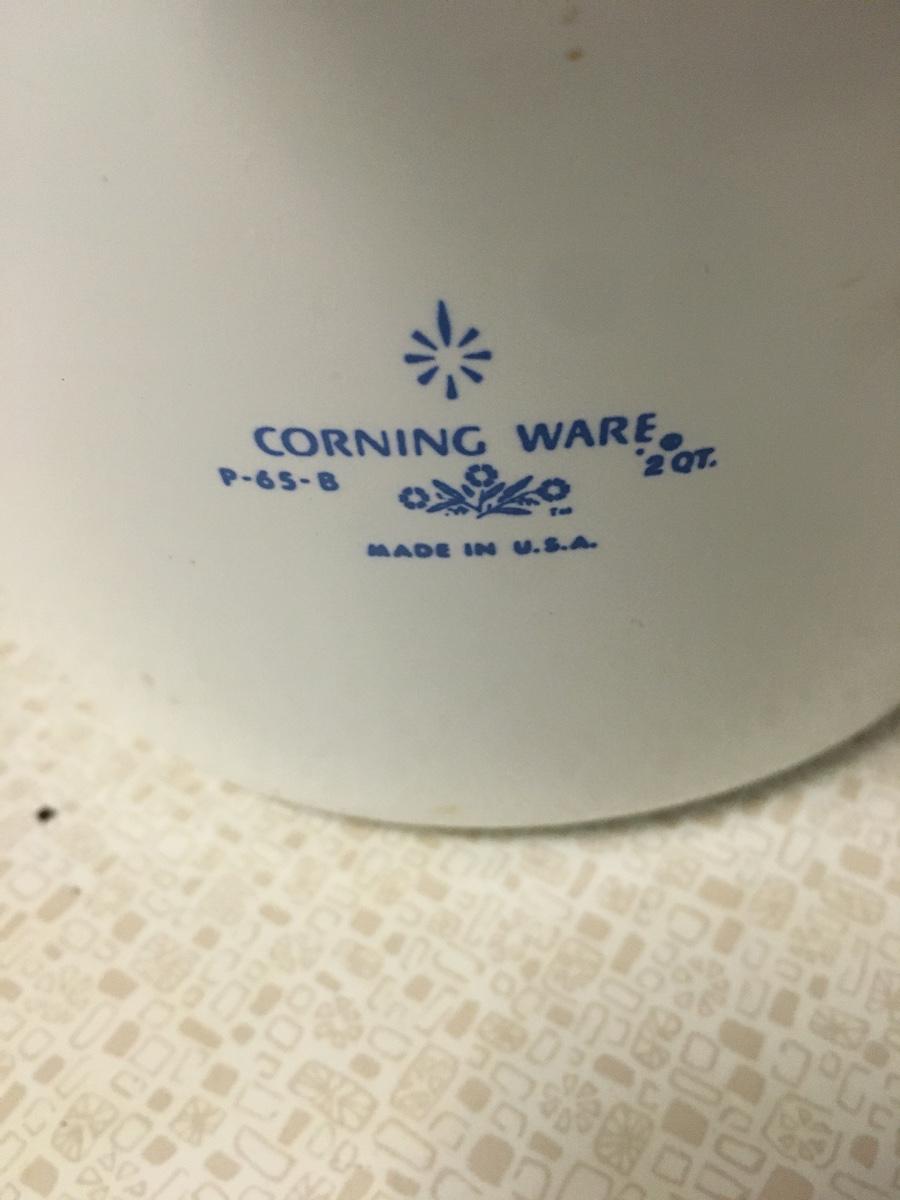 CORNING WARE®
P-65-B
2 QT.
TM
MADE IN U.S.A.